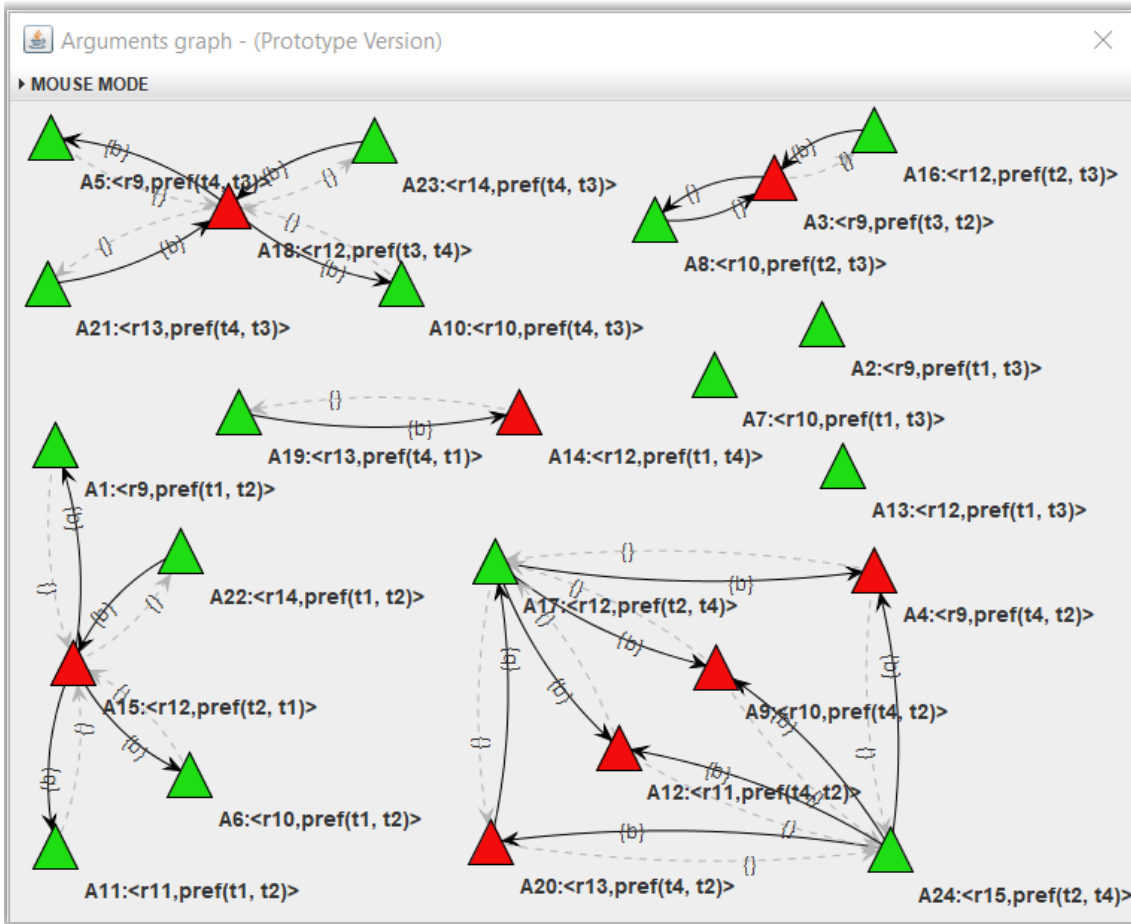 Arguments graph - (Prototype Version)
MOUSE MODE
{b}
{b}
{b}
A5:<r9,pref(t4, t3)>
{}
{}
A23:<r14,pref(t4, t3)>
{}
A16:<r12,pref(t2, t3)>
{}
{}
A3:<r9,pref(t3, t2)>
{}
{b}
{}
A18:<r12,pref(t3, t4)>
{b}
A8:<r10,pref(t2, t3)>
A21:<r13,pref(t4, t3)>
A10:<r10,pref(t4, t3)>
A2:<r9,pref(t1, t3)>
{}
A7:<r10,pref(t1, t3)>
{b}
A19:<r13,pref(t4, t1)>
A14:<r12,pref(t1, t4)>
A1:<r9,pref(t1, t2)>
A13:<r12,pref(t1, t3)>
{b}
{}
{}
{b}
{}
A22:<r14,pref(t1, t2)>
{b}
{}
A17:<r12,pref(t2, t4)>
{}
A4:<r9,pref(t4, t2)>
{b}
{b}
{b}
{}
A15:<r12,pref(t2, t1)>
{}
{b}
{}
{b}
A9:<r10,pref(t4, t2)>
{b}
{}
{b}
{b}
A12:<r11,pref(t4, t2)>
{}
A6:<r10,pref(t1, t2)>
{b}
{}
{}
A11:<r11,pref(t1, t2)>
A20:<r13,pref(t4, t2)>
A24:<r15,pref(t2, t4)>